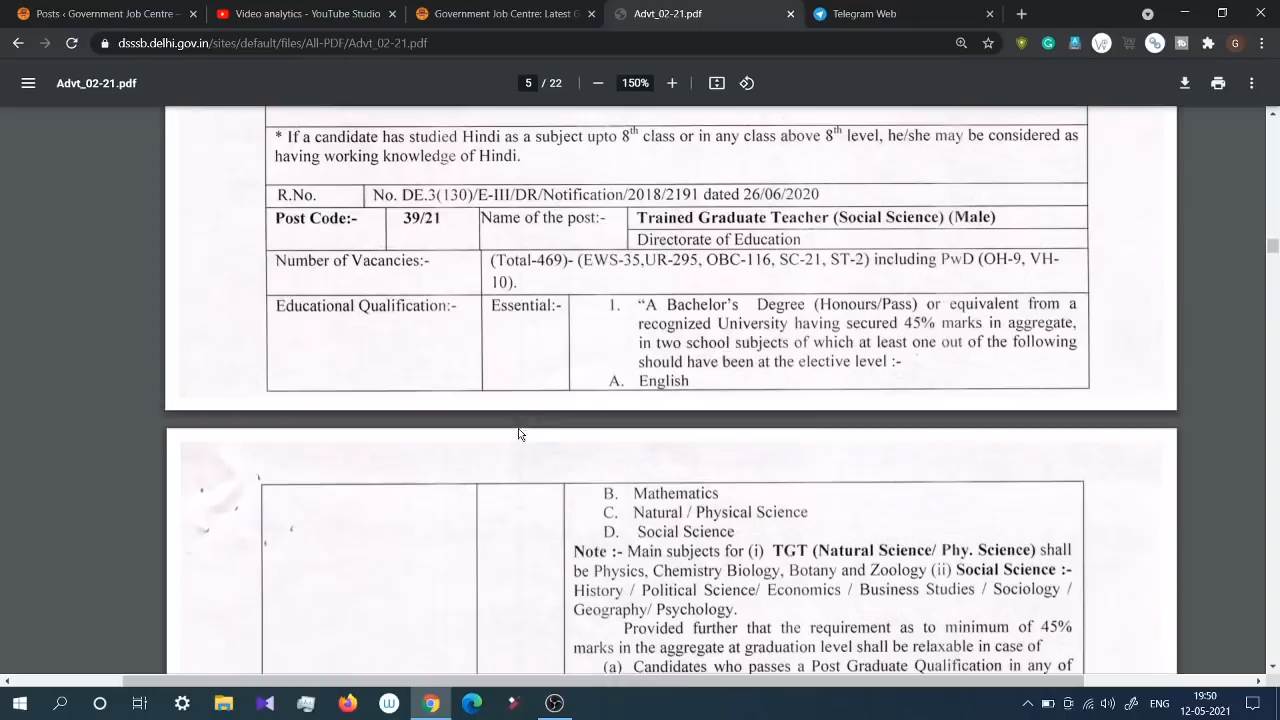 Posts ‹ Government Job Centre —
Video analytics - YouTube Studio
Government Job Centre: Latest G
Advt_02-21.pdf
Telegram Web
dsssb.delhi.gov.in/sites/default/files/All-PDF/Advt_02-21.pdf
G
Advt_02-21.pdf
5 / 22
150%
* If a candidate has studied Hindi as a subject upto 8th class or in any class above 8th level, he/she may be considered as
having working knowledge of Hindi.
R.No. No. DE.3(130)/E-III/DR/Notification/2018/2191 dated 26/06/2020
Post Code:- 39/21 Name of the post:- Trained Graduate Teacher (Social Science) (Male)
Directorate of Education
Number of Vacancies:- (Total-469)- (EWS-35,UR-295, OBC-116, SC-21, ST-2) including PwD (OH-9, VH-
10).
Educational Qualification:- Essential:- 1. “A Bachelor’s Degree (Honours/Pass) or equivalent from a
recognized University having secured 45% marks in aggregate,
in two school subjects of which at least one out of the following
should have been at the elective level :-
A. English
B. Mathematics
C. Natural / Physical Science
D. Social Science
Note :- Main subjects for (i) TGT (Natural Science/ Phy. Science) shall
be Physics, Chemistry Biology, Botany and Zoology (ii) Social Science :-
History / Political Science/ Economics / Business Studies / Sociology /
Geography/ Psychology.
Provided further that the requirement as to minimum of 45%
marks in the aggregate at graduation level shall be relaxable in case of
(a) Candidates who passes a Post Graduate Qualification in any of
ENG
19:50
12-05-2021